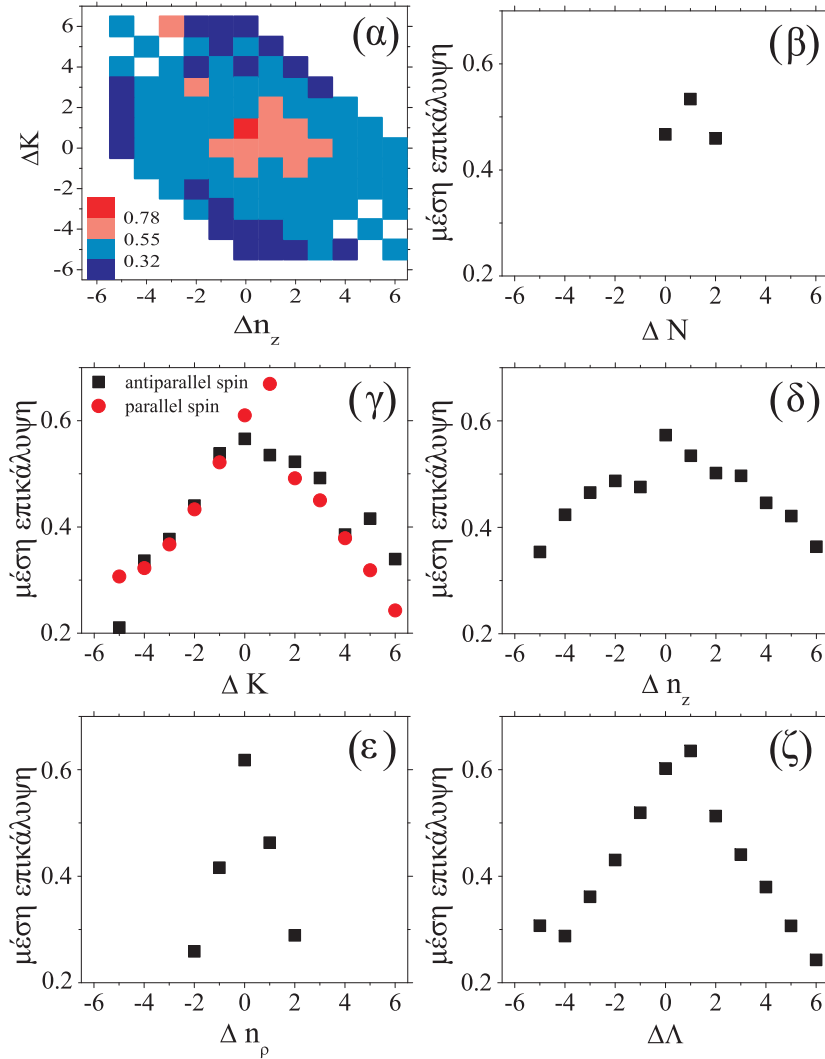 (α)
6
4
2
0
-2
-4
-6
ΔK
0.78
0.55
0.32
-6 -4 -2 0 2 4 6
Δn_z
(β)
0.6
0.4
0.2
μέση επικάλυψη
-6 -4 -2 0 2 4 6
Δ N
(γ)
antiparallel spin
parallel spin
0.6
0.4
0.2
μέση επικάλυψη
-6 -4 -2 0 2 4 6
Δ K
(δ)
0.6
0.4
0.2
μέση επικάλυψη
-6 -4 -2 0 2 4 6
Δ n_z
(ε)
0.6
0.4
0.2
μέση επικάλυψη
-6 -4 -2 0 2 4 6
Δ n_ρ
(ζ)
0.6
0.4
0.2
μέση επικάλυψη
-6 -4 -2 0 2 4 6
ΔΛ